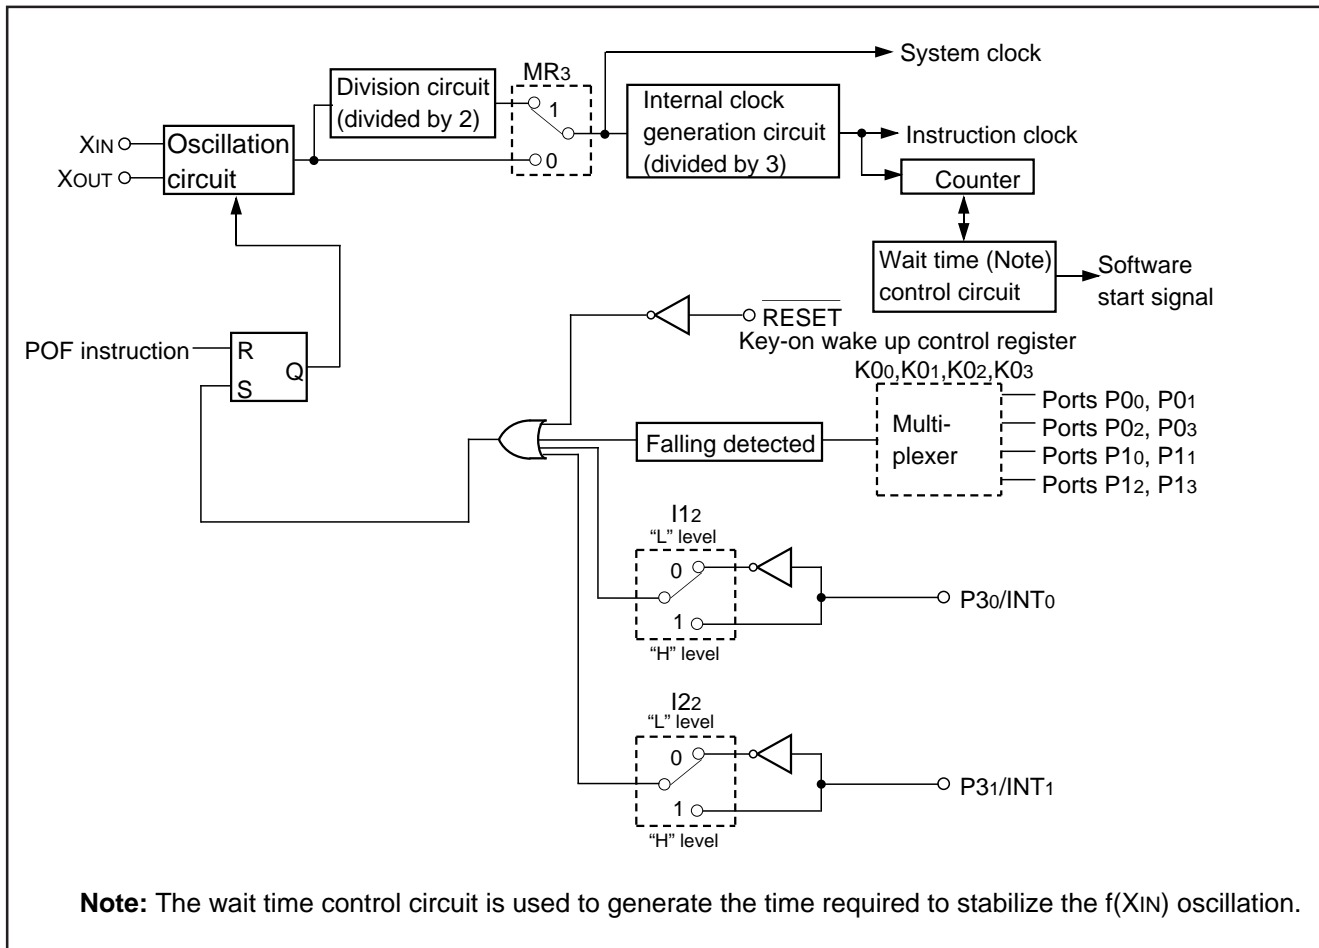 System clock
MR3
Division circuit
(divided by 2)
1
0
Internal clock
generation circuit
(divided by 3)
Instruction clock
XIN
XOUT
Oscillation
circuit
Counter
Wait time (Note)
control circuit
Software
start signal
RESET
Key-on wake up control register
K00,K01,K02,K03
POF instruction
R
S
Q
Falling detected
Multi-
plexer
Ports P00, P01
Ports P02, P03
Ports P10, P11
Ports P12, P13
I12
“L” level
0
1
“H” level
P30/INT0
I22
“L” level
0
1
“H” level
P31/INT1
Note: The wait time control circuit is used to generate the time required to stabilize the f(XIN) oscillation.